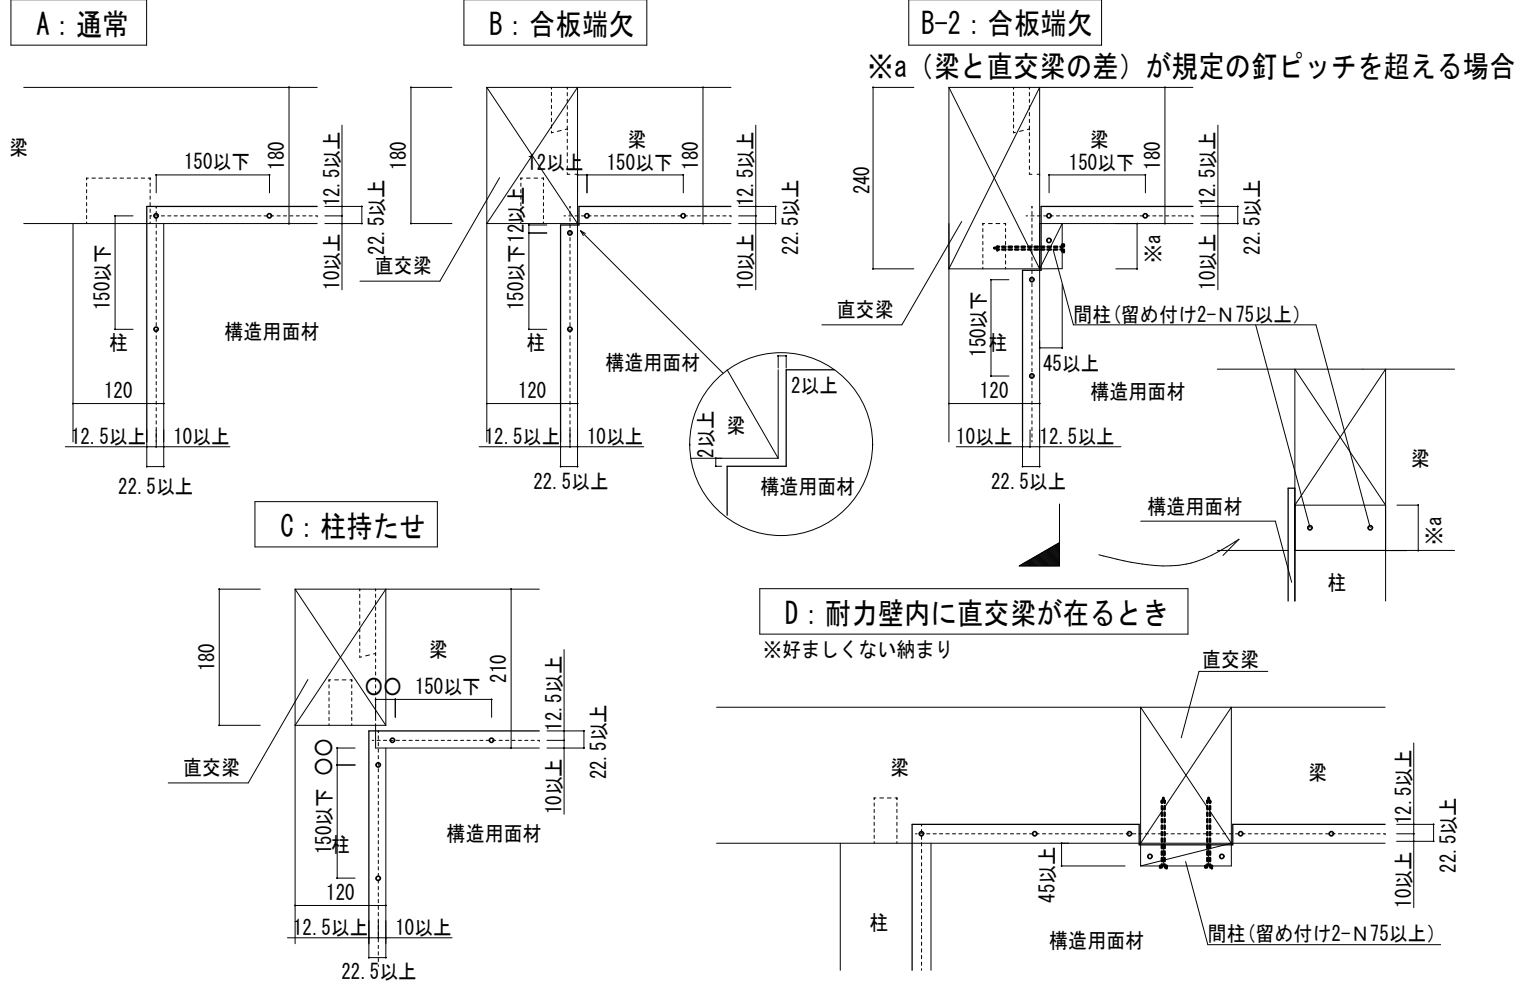 A：通常
梁
150以下
180
12.5以上
22.5以上
10以上
150以下
柱
構造用面材
120
12.5以上
10以上
22.5以上
B：合板端欠
180
梁
12以上
150以下
180
12.5以上
22.5以上
10以上
12以上
150以下
直交梁
柱
構造用面材
120
12.5以上
10以上
22.5以上
2以上
2以上
梁
構造用面材
B-2：合板端欠
※a（梁と直交梁の差）が規定の釘ピッチを超える場合
240
梁
150以下
180
12.5以上
22.5以上
10以上
※a
直交梁
150以下
柱
間柱(留め付け2-N75以上)
45以上
構造用面材
120
10以上
12.5以上
22.5以上
梁
構造用面材
※a
柱
C：柱持たせ
180
梁
○○
150以下
210
12.5以上
22.5以上
10以上
直交梁
○○
150以下
柱
構造用面材
120
12.5以上
10以上
22.5以上
D：耐力壁内に直交梁が在るとき
※好ましくない納まり
直交梁
梁
梁
12.5以上
22.5以上
10以上
45以上
柱
構造用面材
間柱(留め付け2-N75以上)